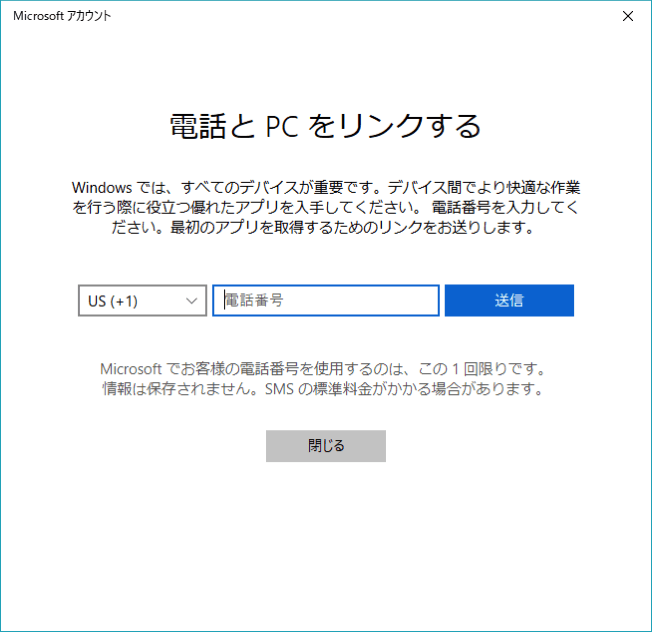 Microsoft アカウント
電話と PC をリンクする
Windows では、すべてのデバイスが重要です。デバイス間でより快適な作業
を行う際に役立つ優れたアプリを入手してください。 電話番号を入力してく
ださい。最初のアプリを取得するためのリンクをお送りします。
US (+1) 電話番号 送信
Microsoft でお客様の電話番号を使用するのは、この 1 回限りです。
情報は保存されません。SMS の標準料金がかかる場合があります。
閉じる